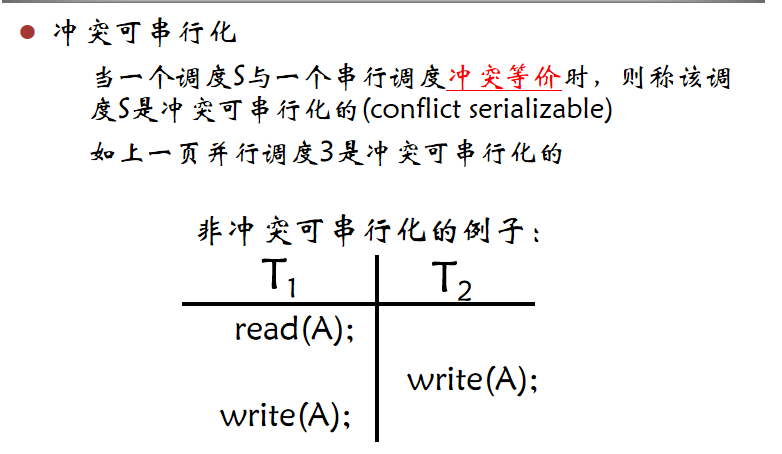 ● 冲突可串行化
当一个调度S与一个串行调度冲突等价时，则称该调
度S是冲突可串行化的(conflict serializable)
如上一页并行调度3是冲突可串行化的
非冲突可串行化的例子：
T1 T2
read(A);
write(A);
write(A);